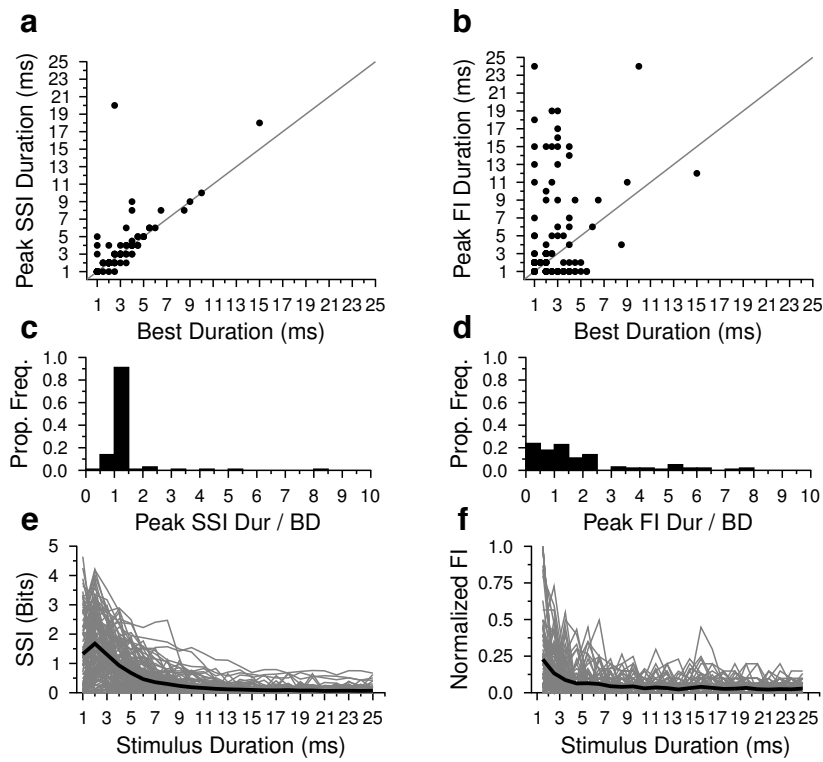 a
b
Peak SSI Duration (ms)
25
23
21
19
17
15
13
11
9
7
5
3
1
1 3 5 7 9 11 13 15 17 19 21 23 25
Best Duration (ms)
Peak FI Duration (ms)
25
23
21
19
17
15
13
11
9
7
5
3
1
1 3 5 7 9 11 13 15 17 19 21 23 25
Best Duration (ms)
c
d
Prop. Freq.
1.0
0.8
0.6
0.4
0.2
0.0
0 1 2 3 4 5 6 7 8 9 10
Peak SSI Dur / BD
Prop. Freq.
1.0
0.8
0.6
0.4
0.2
0.0
0 1 2 3 4 5 6 7 8 9 10
Peak FI Dur / BD
e
f
SSI (Bits)
5
4
3
2
1
0
1 3 5 7 9 11 13 15 17 19 21 23 25
Stimulus Duration (ms)
Normalized FI
1.0
0.75
0.50
0.25
0.0
1 3 5 7 9 11 13 15 17 19 21 23 25
Stimulus Duration (ms)